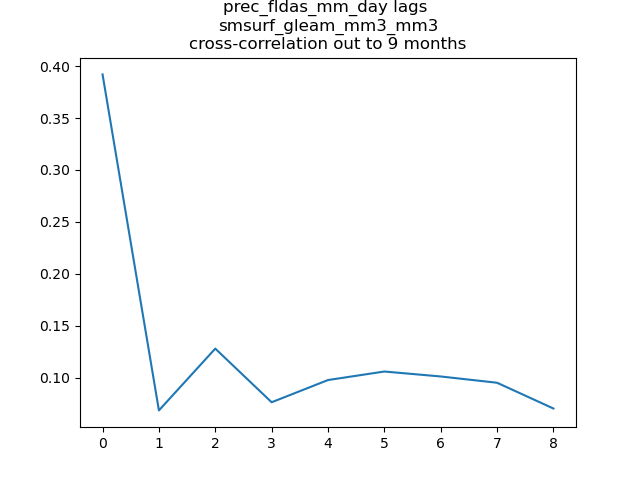 prec_fldas_mm_day lags
smsurf_gleam_mm3_mm3
cross-correlation out to 9 months
0.40
0.35
0.30
0.25
0.20
0.15
0.10
0 1 2 3 4 5 6 7 8